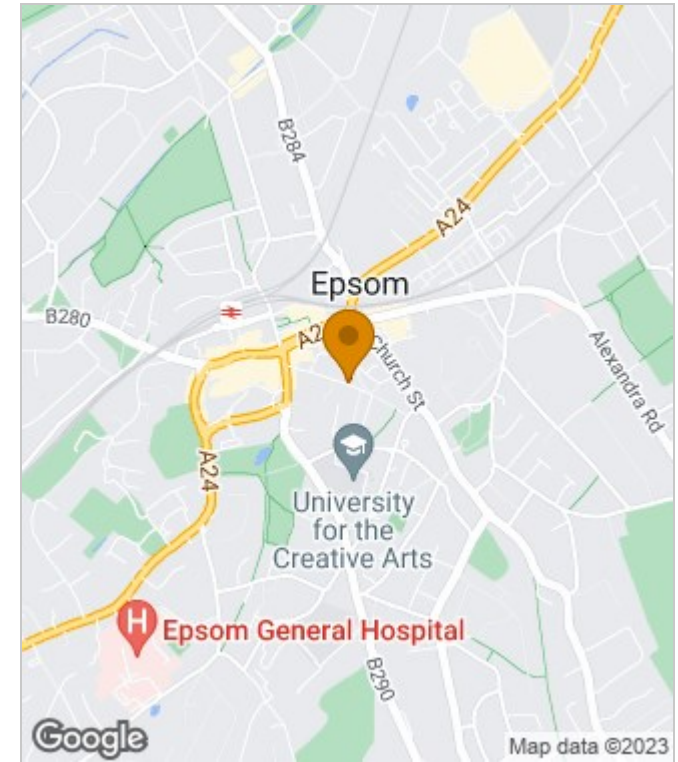 B284
A24
Epsom
B280
A2
Church St
Alexandra Rd
A24
University
for the
Creative Arts
H
Epsom General Hospital
B290
Google
Map data ©2023